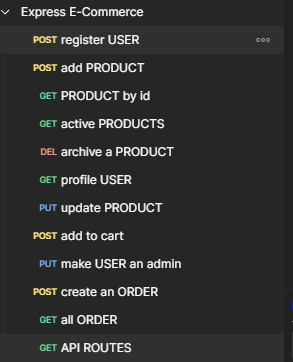 Express E-Commerce
POST register USER
POST add PRODUCT
GET PRODUCT by id
GET active PRODUCTS
DEL archive a PRODUCT
GET profile USER
PUT update PRODUCT
POST add to cart
PUT make USER an admin
POST create an ORDER
GET all ORDER
GET API ROUTES